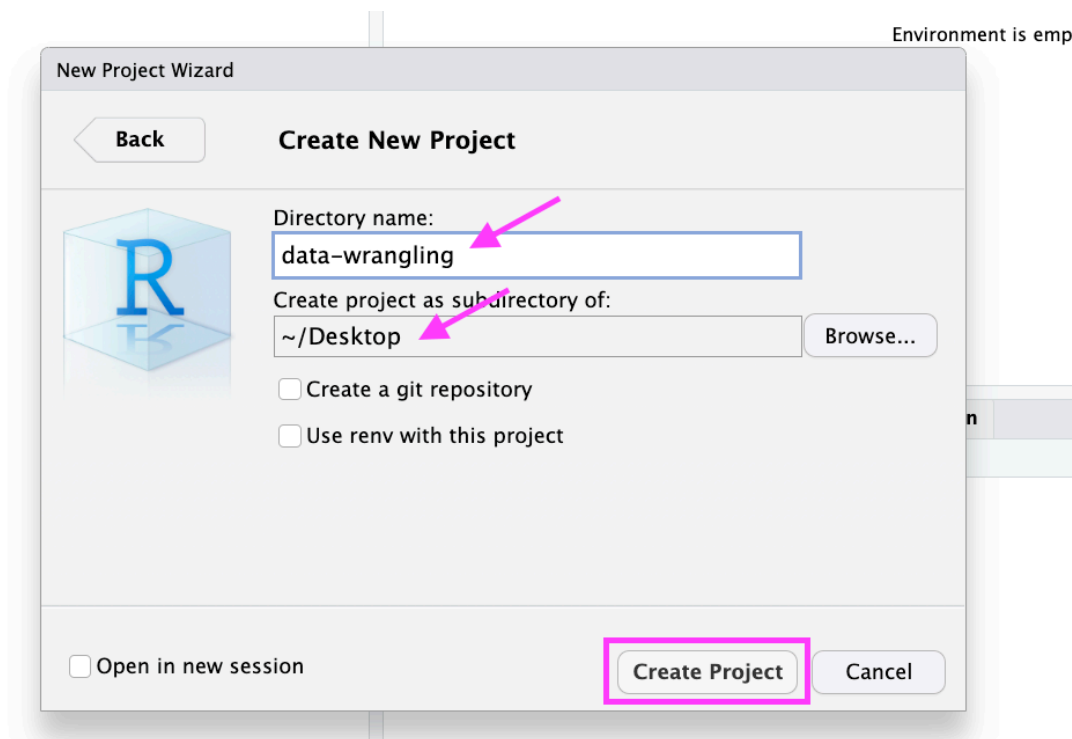 Environment is emp
New Project Wizard
Back
Create New Project
R
Directory name:
data-wrangling
Create project as subdirectory of:
~/Desktop
Browse...
Create a git repository
n
Use renv with this project
Open in new session
Create Project
Cancel